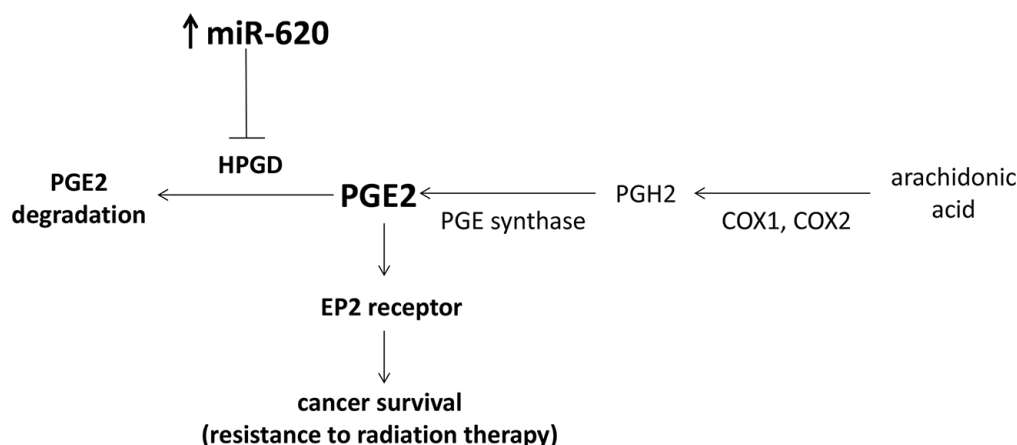 ↑ miR-620
HPGD
PGE2
degradation
PGE2
PGE synthase
PGH2
COX1, COX2
arachidonic
acid
EP2 receptor
cancer survival
(resistance to radiation therapy)